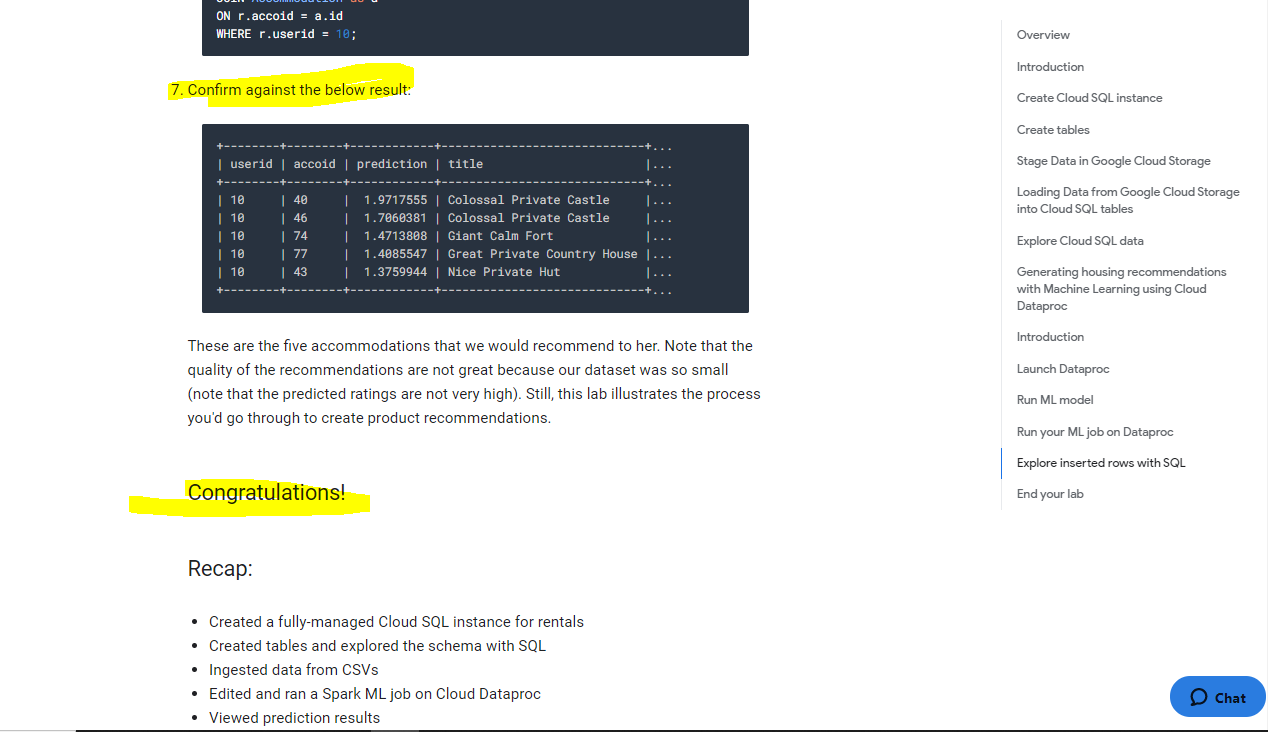 ON r.accoid = a.id
WHERE r.userid = 10;
7. Confirm against the below result:
+--------+--------+------------+---------------------------+...
| userid | accoid | prediction | title                     |...
+--------+--------+------------+---------------------------+...
| 10     | 40     |  1.9717555 | Colossal Private Castle   |...
| 10     | 46     |  1.7060381 | Colossal Private Castle   |...
| 10     | 74     |  1.4713808 | Giant Calm Fort           |...
| 10     | 77     |  1.4085547 | Great Private Country House |...
| 10     | 43     |  1.3759944 | Nice Private Hut          |...
+--------+--------+------------+---------------------------+...
These are the five accommodations that we would recommend to her. Note that the
quality of the recommendations are not great because our dataset was so small
(note that the predicted ratings are not very high). Still, this lab illustrates the process
you'd go through to create product recommendations.
Congratulations!
Recap:
• Created a fully-managed Cloud SQL instance for rentals
• Created tables and explored the schema with SQL
• Ingested data from CSVs
• Edited and ran a Spark ML job on Cloud Dataproc
• Viewed prediction results
Overview
Introduction
Create Cloud SQL instance
Create tables
Stage Data in Google Cloud Storage
Loading Data from Google Cloud Storage
into Cloud SQL tables
Explore Cloud SQL data
Generating housing recommendations
with Machine Learning using Cloud
Dataproc
Introduction
Launch Dataproc
Run ML model
Run your ML job on Dataproc
Explore inserted rows with SQL
End your lab
Chat